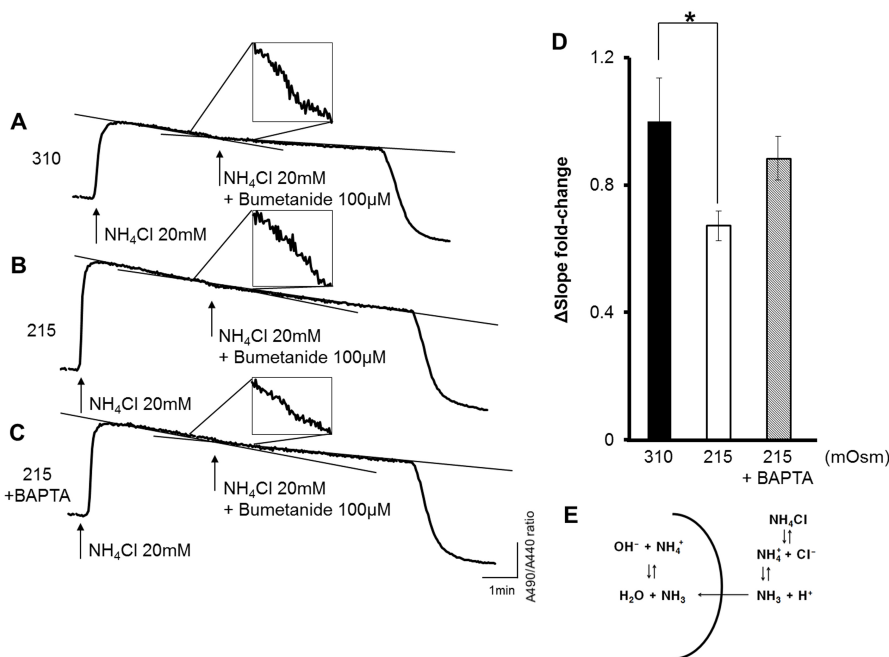 A
310
NH₄Cl 20mM
+ Bumetanide 100µM
NH₄Cl 20mM
B
215
NH₄Cl 20mM
+ Bumetanide 100µM
NH₄Cl 20mM
C
215
+BAPTA
NH₄Cl 20mM
+ Bumetanide 100µM
NH₄Cl 20mM
1min
A490/A440 ratio
D
*
ΔSlope fold-change
1.2
0.8
0.4
0
310 215 215 (mOsm)
+ BAPTA
E
NH₄Cl
OH⁻ + NH₄⁺ NH₄⁺ + Cl⁻
H₂O + NH₃ NH₃ + H⁺